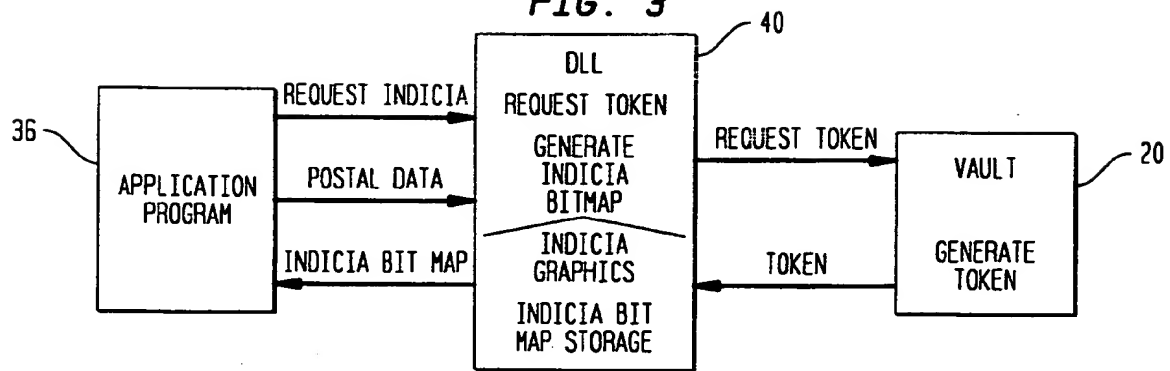 FIG. 3
40
DLL
REQUEST INDICIA
REQUEST TOKEN
36
APPLICATION
PROGRAM
POSTAL DATA
GENERATE
INDICIA
BITMAP
REQUEST TOKEN
VAULT
20
INDICIA BIT MAP
INDICIA
GRAPHICS
TOKEN
GENERATE
TOKEN
INDICIA BIT
MAP STORAGE